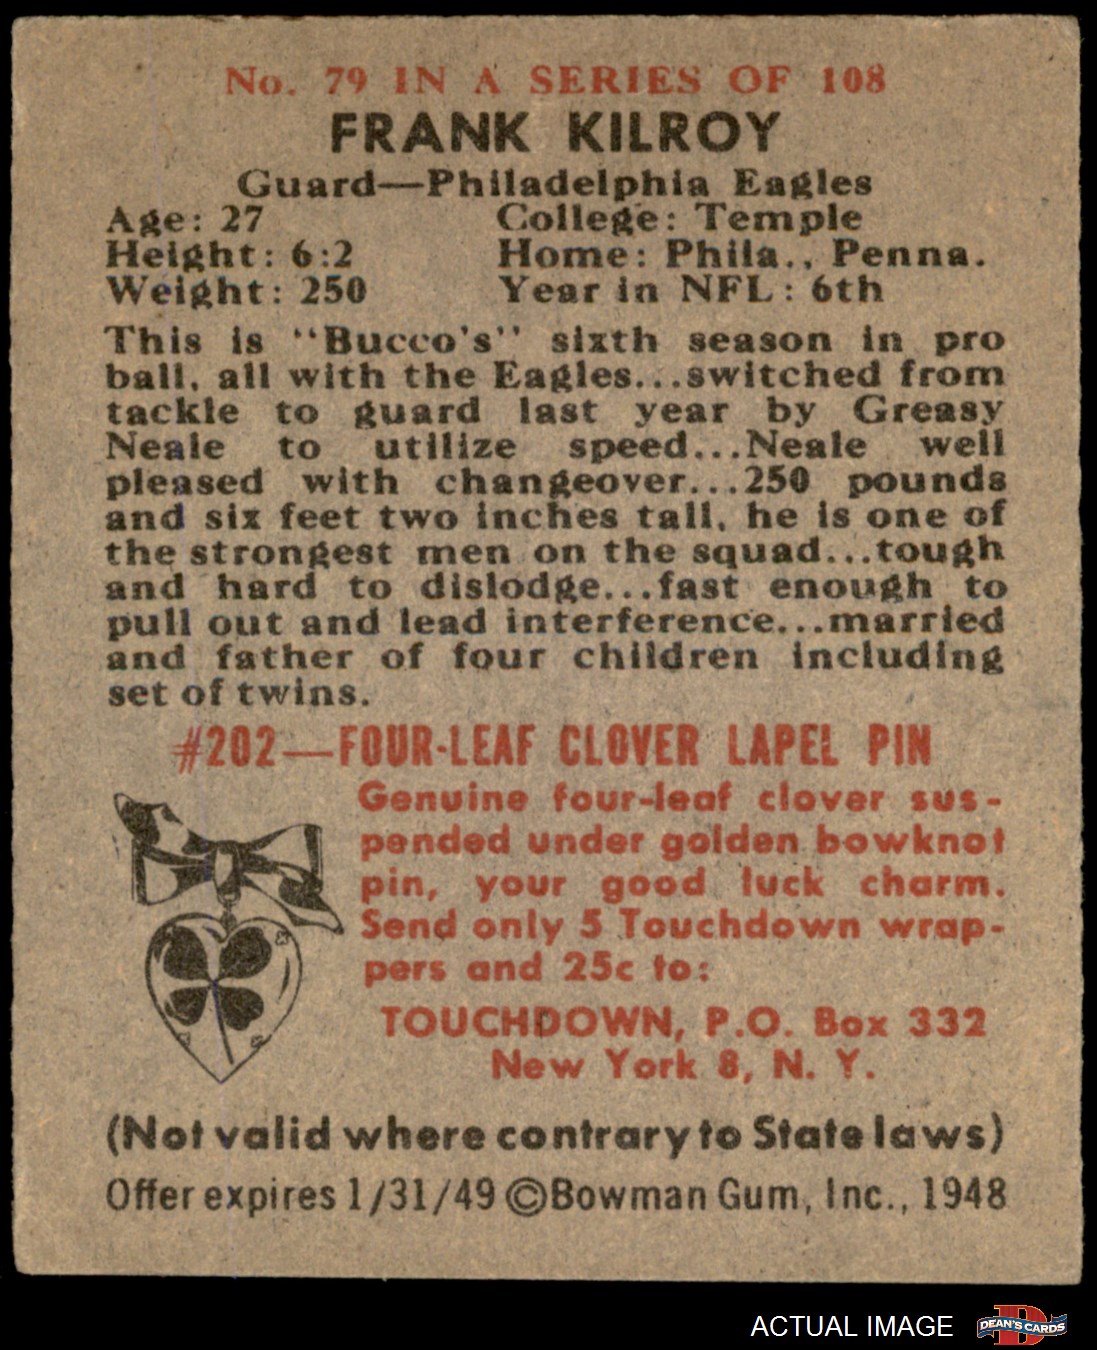 No. 79 IN A SERIES OF 108
FRANK KILROY
Guard—Philadelphia Eagles
Age: 27 College: Temple
Height: 6:2 Home: Phila., Penna.
Weight: 250 Year in NFL: 6th
This is "Bucco's" sixth season in pro
ball, all with the Eagles...switched from
tackle to guard last year by Greasy
Neale to utilize speed...Neale well
pleased with changeover...250 pounds
and six feet two inches tall, he is one of
the strongest men on the squad...tough
and hard to dislodge...fast enough to
pull out and lead interference...married
and father of four children including
set of twins.
#202—FOUR-LEAF CLOVER LAPEL PIN
Genuine four-leaf clover sus-
pended under golden bowknot
pin, your good luck charm.
Send only 5 Touchdown wrap-
pers and 25c to:
TOUCHDOWN, P.O. Box 332
New York 8, N. Y.
(Not valid where contrary to State laws)
Offer expires 1/31/49 ©Bowman Gum, Inc., 1948
ACTUAL IMAGE
D
DEAN'S CARDS